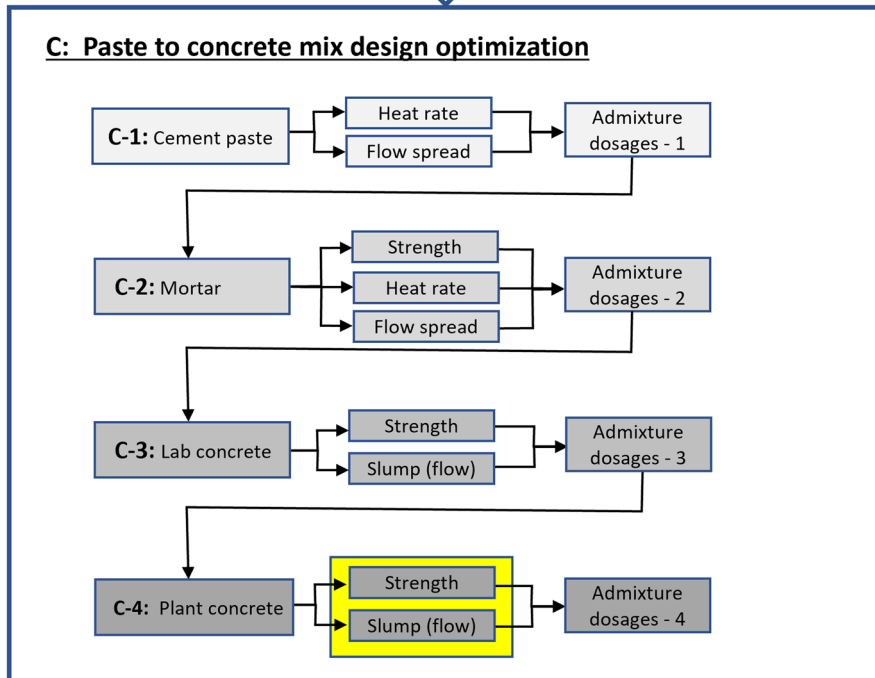 C: Paste to concrete mix design optimization
C-1: Cement paste
Heat rate
Flow spread
Admixture
dosages - 1
C-2: Mortar
Strength
Heat rate
Flow spread
Admixture
dosages - 2
C-3: Lab concrete
Strength
Slump (flow)
Admixture
dosages - 3
C-4: Plant concrete
Strength
Slump (flow)
Admixture
dosages - 4